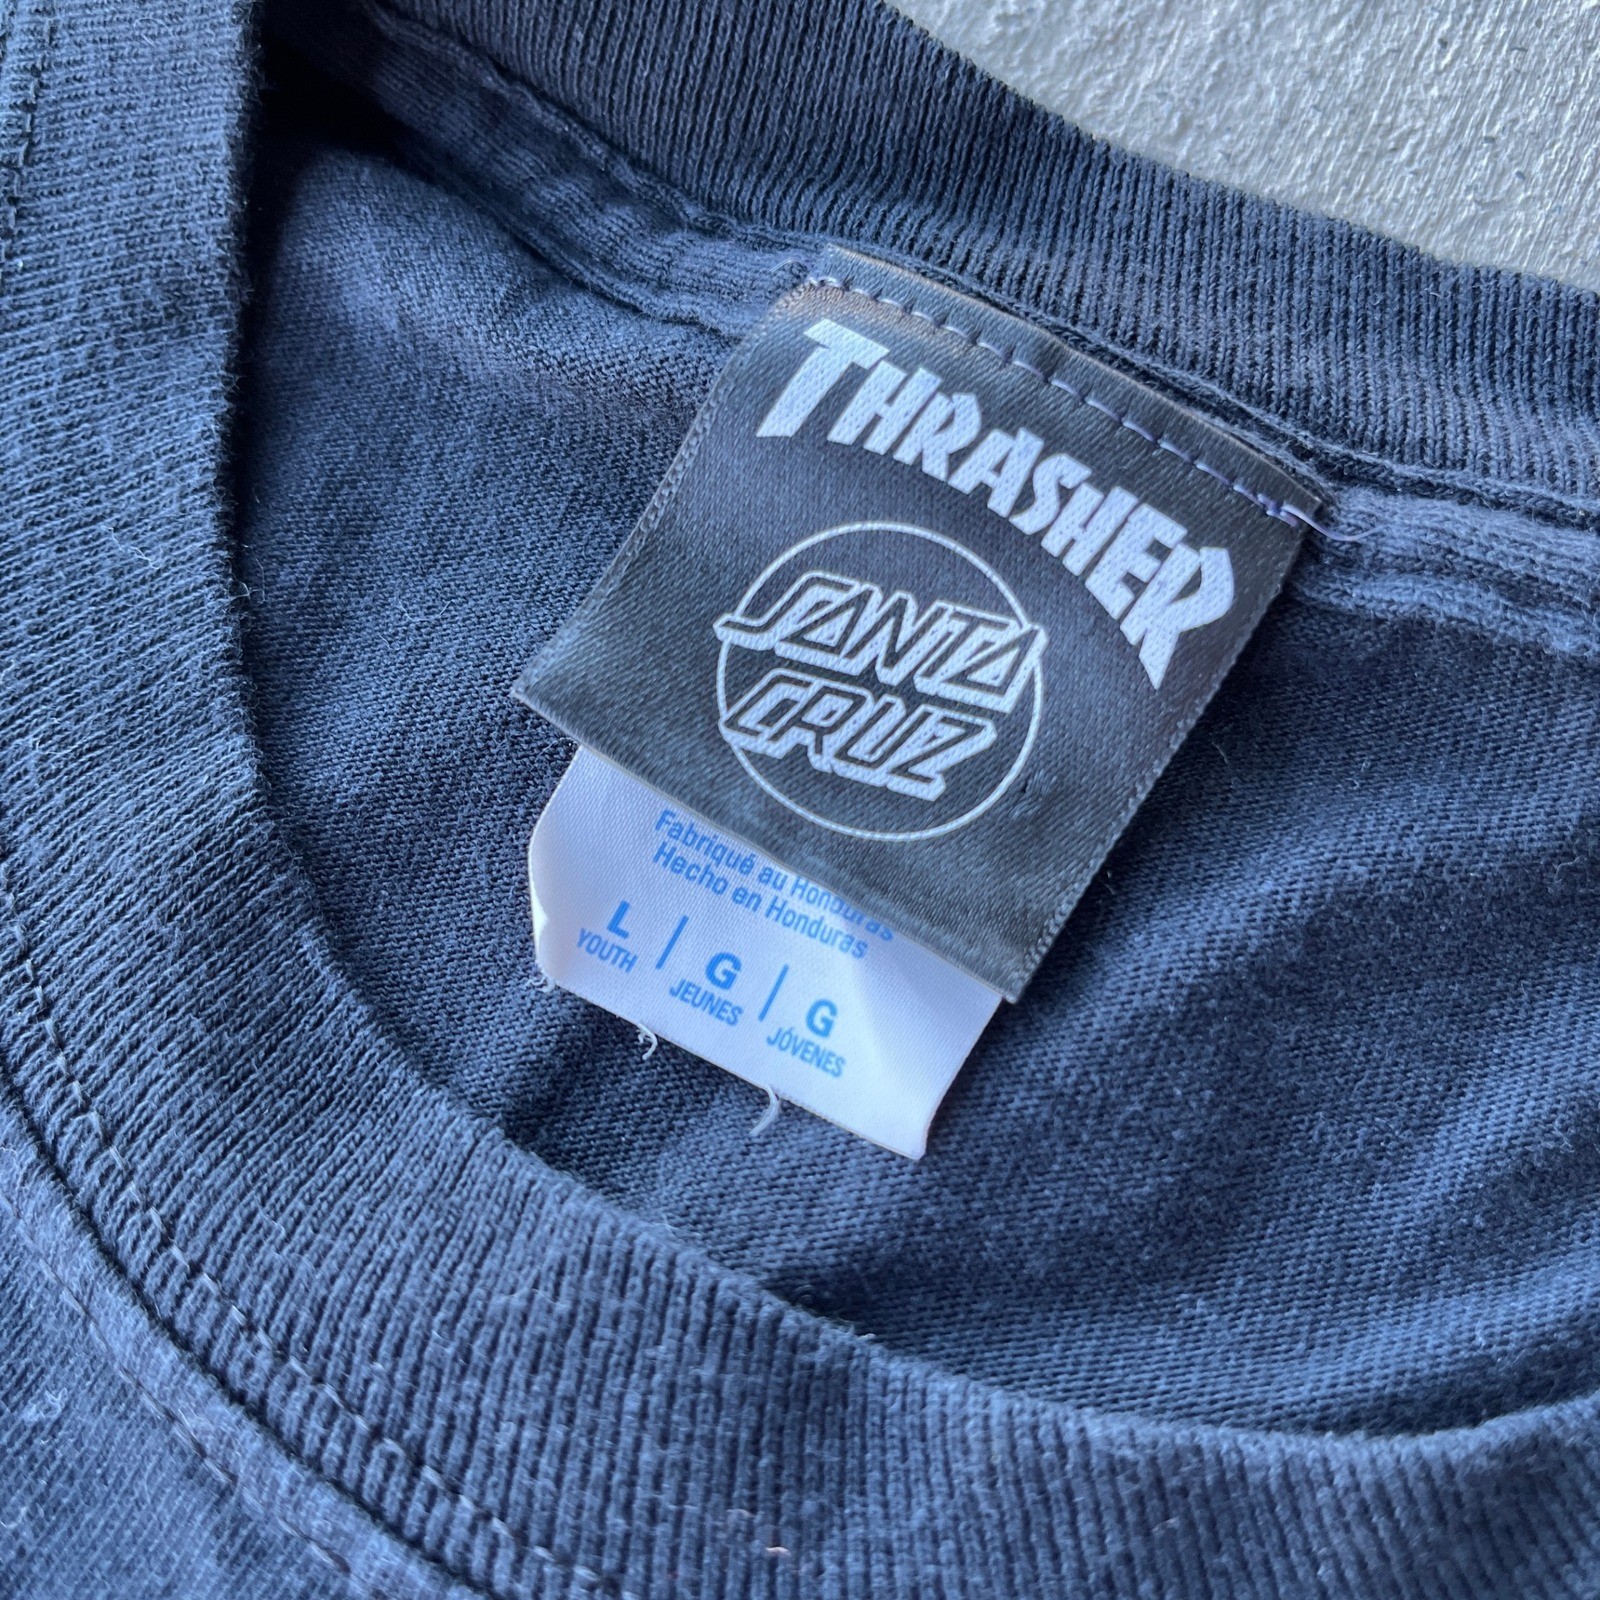 THRASHER
SANTA
CRUZ
Fabriqué au Honduras
Hecho en Honduras
L | G | G
YOUTH JEUNES JÓVENES